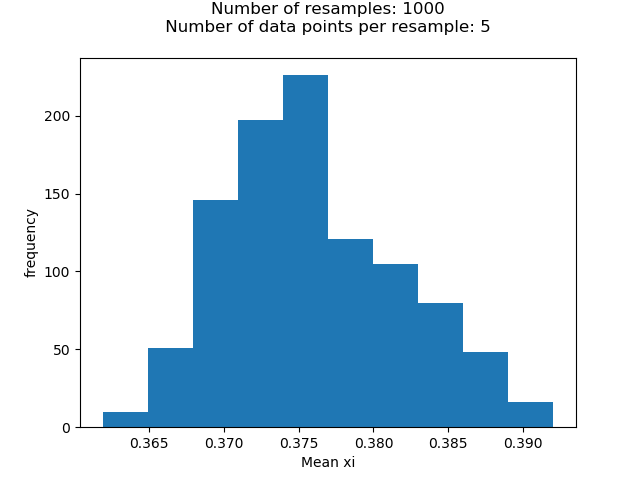 Number of resamples: 1000
Number of data points per resample: 5
200
150
100
50
0
frequency
0.365 0.370 0.375 0.380 0.385 0.390
Mean xi